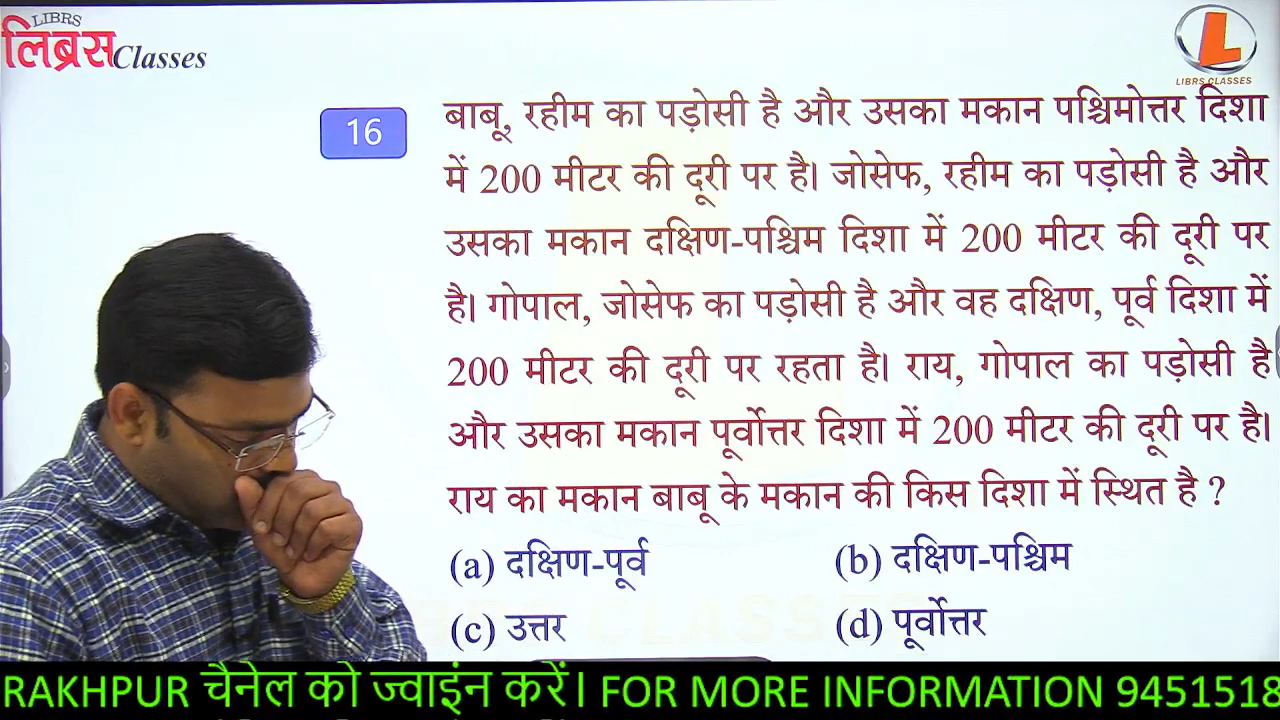 LIBRS
लिब्रस Classes
L
LIBRS CLASSES
16
बाबू, रहीम का पड़ोसी है और उसका मकान पश्चिमोत्तर दिशा
में 200 मीटर की दूरी पर है। जोसेफ, रहीम का पड़ोसी है और
उसका मकान दक्षिण-पश्चिम दिशा में 200 मीटर की दूरी पर
है। गोपाल, जोसेफ का पड़ोसी है और वह दक्षिण, पूर्व दिशा में
200 मीटर की दूरी पर रहता है। राय, गोपाल का पड़ोसी है
और उसका मकान पूर्वोत्तर दिशा में 200 मीटर की दूरी पर है।
राय का मकान बाबू के मकान की किस दिशा में स्थित है ?
(a) दक्षिण-पूर्व (b) दक्षिण-पश्चिम
(c) उत्तर (d) पूर्वोत्तर
RAKHPUR चैनेल को ज्वाइंन करें। FOR MORE INFORMATION 9451518